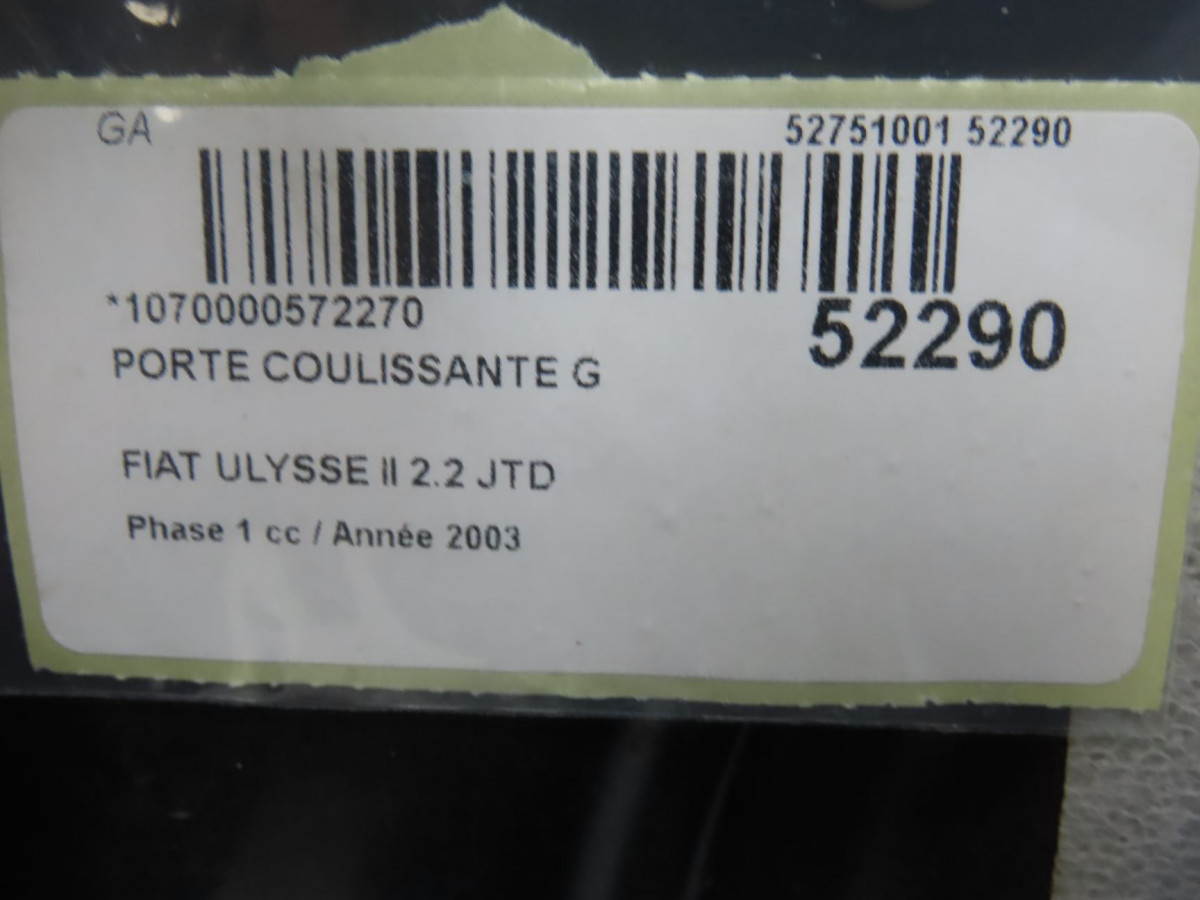 GA 52751001 52290
*1070000572270
52290
PORTE COULISSANTE G
FIAT ULYSSE II 2.2 JTD
Phase 1 cc / Année 2003